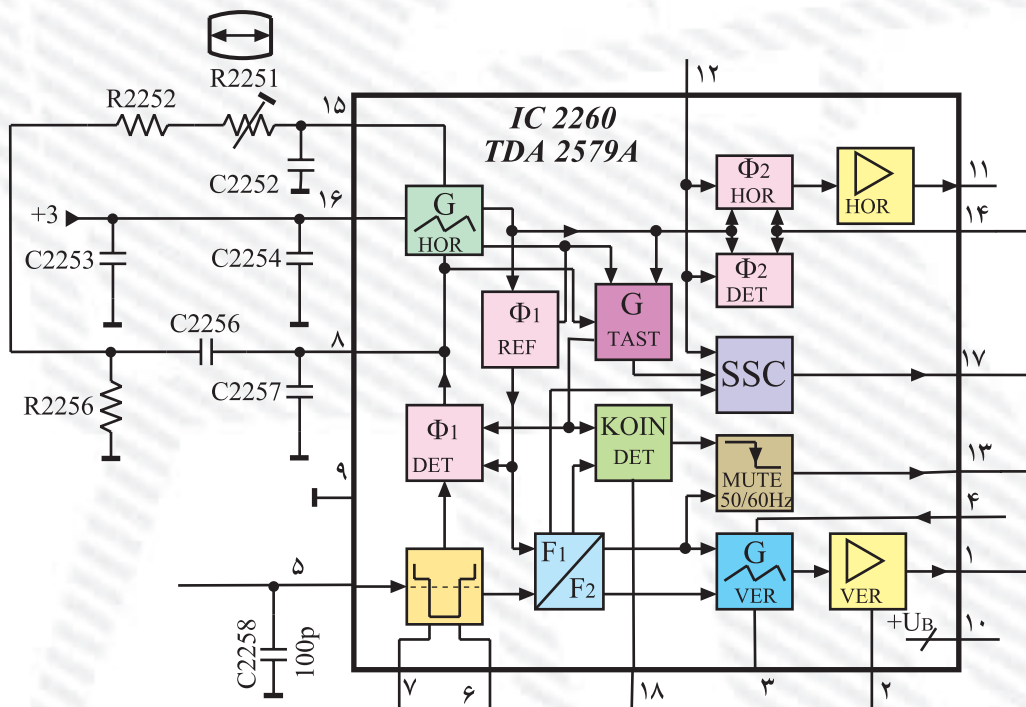 R2251
R2252
۱۵
۱۲
IC 2260
TDA 2579A
C2252
Φ2
HOR
HOR
۱۱
+3
۱۶
G
HOR
۱۴
C2253
C2254
Φ2
DET
Φ1
REF
G
TAST
C2256
۸
SSC
۱۷
R2256
C2257
Φ1
DET
KOIN
DET
MUTE
50/60Hz
۱۳
۹
۴
F1
F2
G
VER
VER
۱
۵
+UB
۱۰
C2258
100p
۷
۶
۱۸
۳
۲